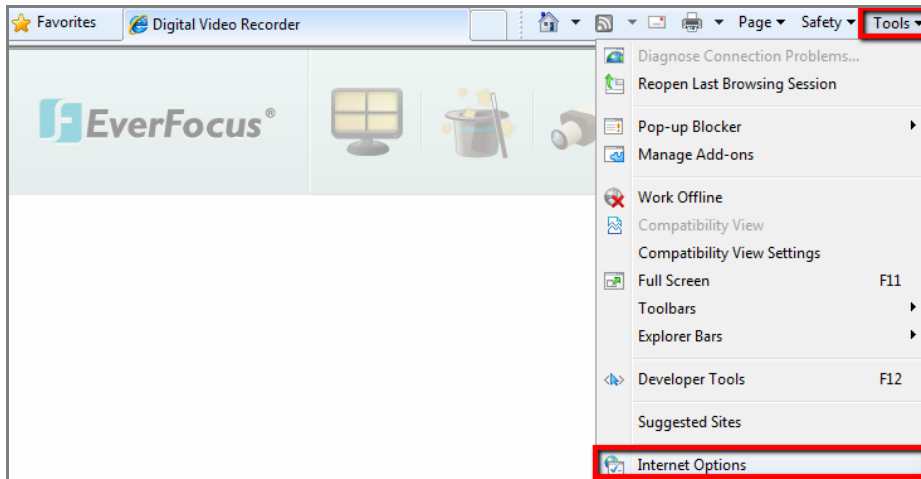 Favorites
Digital Video Recorder
Page
Safety
Tools
EverFocus®
Diagnose Connection Problems...
Reopen Last Browsing Session
Pop-up Blocker
Manage Add-ons
Work Offline
Compatibility View
Compatibility View Settings
Full Screen F11
Toolbars
Explorer Bars
Developer Tools F12
Suggested Sites
Internet Options